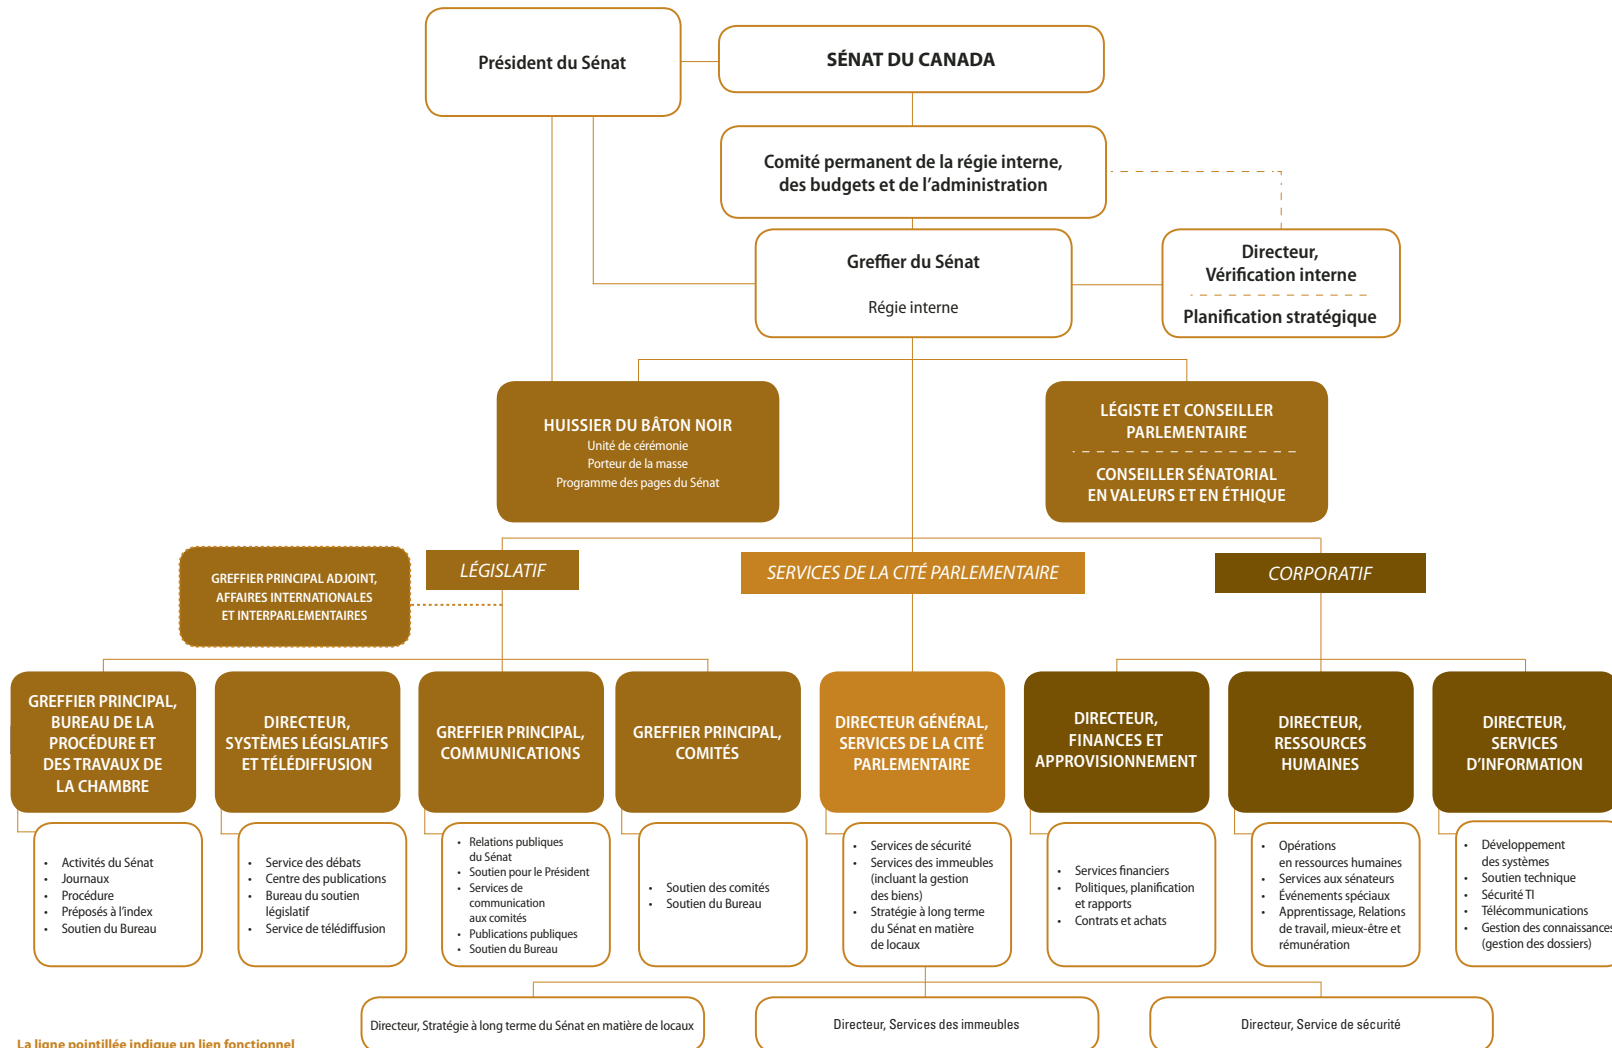 Président du Sénat
SÉNAT DU CANADA
Comité permanent de la régie interne,
des budgets et de l'administration
Greffier du Sénat
Régie interne
Directeur,
Vérification interne
Planification stratégique
HUISSIER DU BÂTON NOIR
Unité de cérémonie
Porteur de la masse
Programme des pages du Sénat
LÉGISTE ET CONSEILLER
PARLEMENTAIRE
CONSEILLER SÉNATORIAL
EN VALEURS ET EN ÉTHIQUE
GREFFIER PRINCIPAL ADJOINT,
AFFAIRES INTERNATIONALES
ET INTERPARLEMENTAIRES
LÉGISLATIF
SERVICES DE LA CITÉ PARLEMENTAIRE
CORPORATIF
GREFFIER PRINCIPAL,
BUREAU DE LA
PROCÉDURE ET
DES TRAVAUX DE
LA CHAMBRE
DIRECTEUR,
SYSTÈMES LÉGISLATIFS
ET TÉLÉDIFFUSION
GREFFIER PRINCIPAL,
COMMUNICATIONS
GREFFIER PRINCIPAL,
COMITÉS
DIRECTEUR GÉNÉRAL,
SERVICES DE LA CITÉ
PARLEMENTAIRE
DIRECTEUR,
FINANCES ET
APPROVISIONNEMENT
DIRECTEUR,
RESSOURCES
HUMAINES
DIRECTEUR,
SERVICES
D'INFORMATION
• Activités du Sénat
• Journaux
• Procédure
• Préposés à l'index
• Soutien du Bureau
• Service des débats
• Centre des publications
• Bureau du soutien
législatif
• Service de télédiffusion
• Relations publiques
du Sénat
• Soutien pour le Président
• Services de
communication
aux comités
• Publications publiques
• Soutien du Bureau
• Soutien des comités
• Soutien du Bureau
• Services de sécurité
• Services des immeubles
(incluant la gestion
des biens)
• Stratégie à long terme
du Sénat en matière
de locaux
• Services financiers
• Politiques, planification
et rapports
• Contrats et achats
• Opérations
en ressources humaines
• Services aux sénateurs
• Événements spéciaux
• Apprentissage, Relations
de travail, mieux-être et
rémunération
• Développement
des systèmes
• Soutien technique
• Sécurité TI
• Télécommunications
• Gestion des connaissances
(gestion des dossiers)
Directeur, Stratégie à long terme du Sénat en matière de locaux
Directeur, Services des immeubles
Directeur, Service de sécurité
La ligne pointillée indique un lien fonctionnel